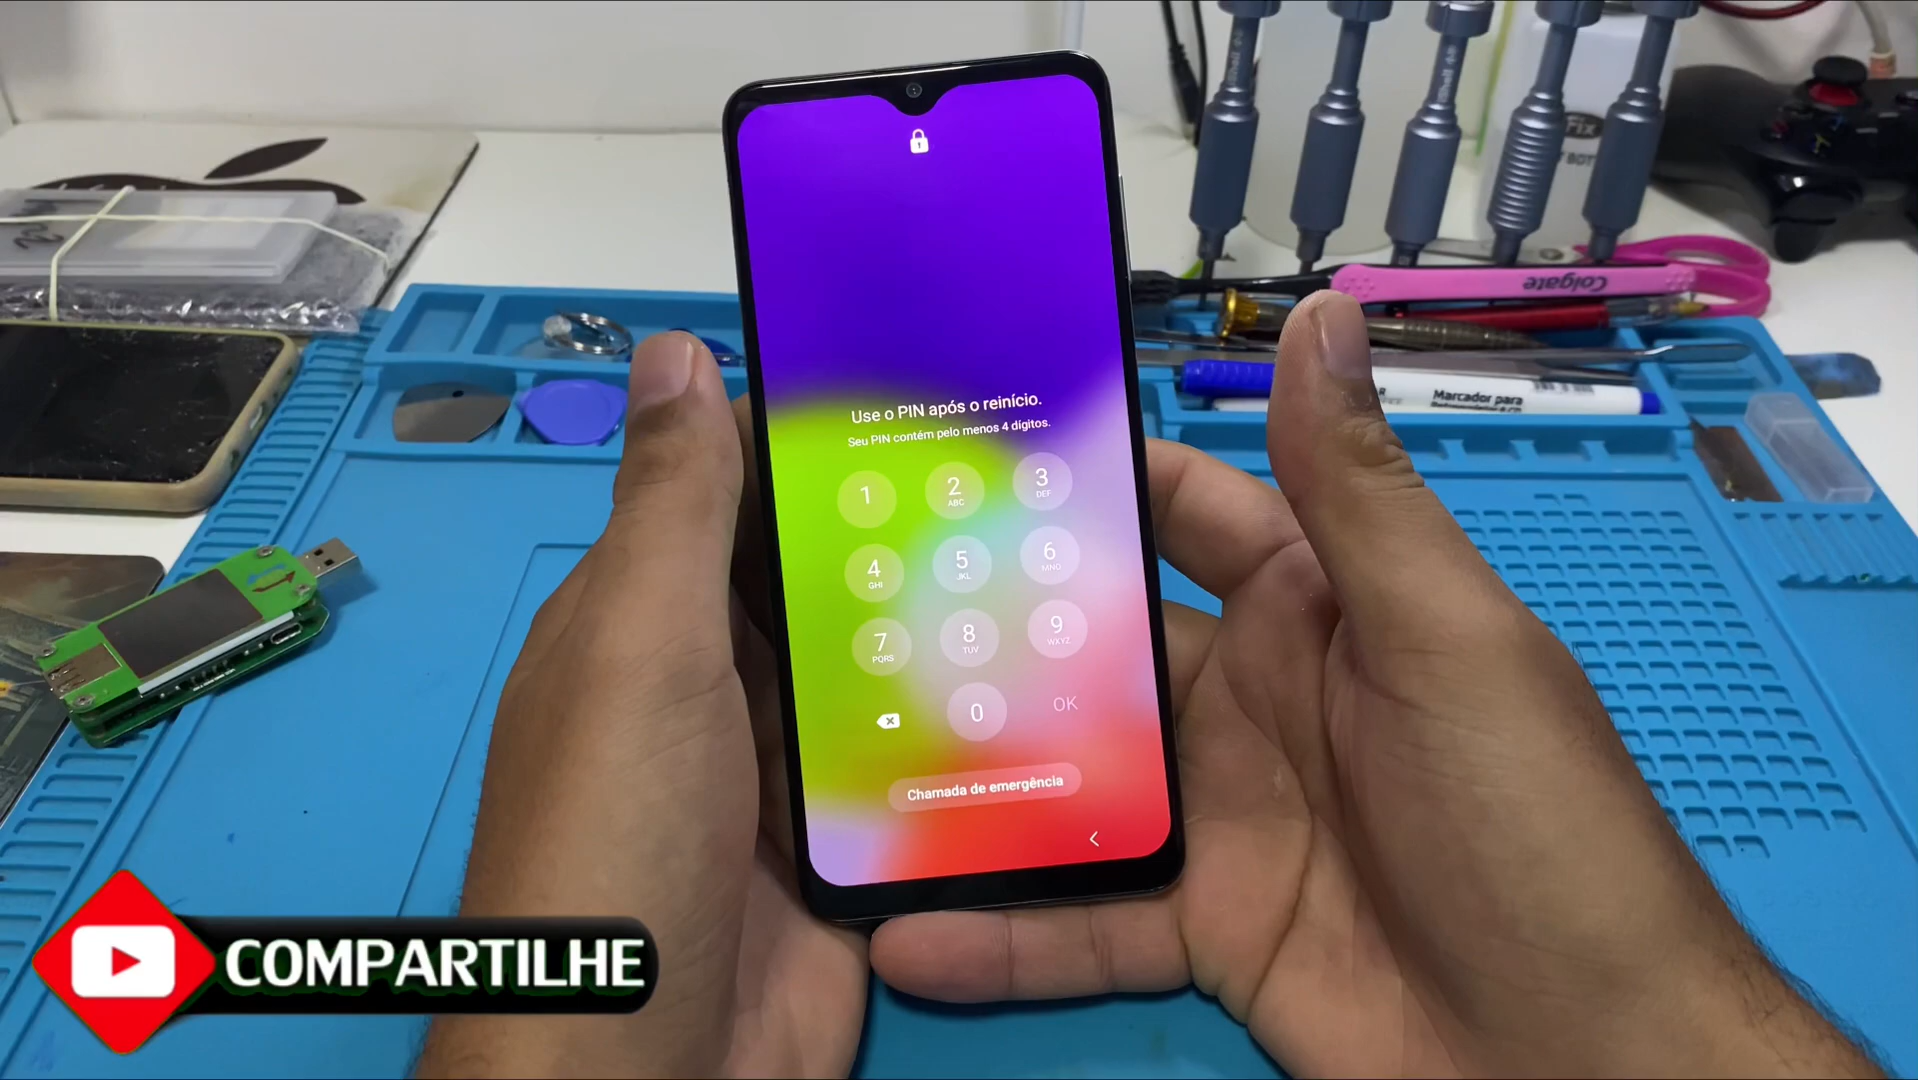 Use o PIN após o reinício.
Seu PIN contém pelo menos 4 dígitos.
1
2 ABC
3 DEF
4 GHI
5 JKL
6 MNO
7 PQRS
8 TUV
9 WXYZ
0
OK
Chamada de emergência
Colgate
Marcador para
Fix
COMPARTILHE